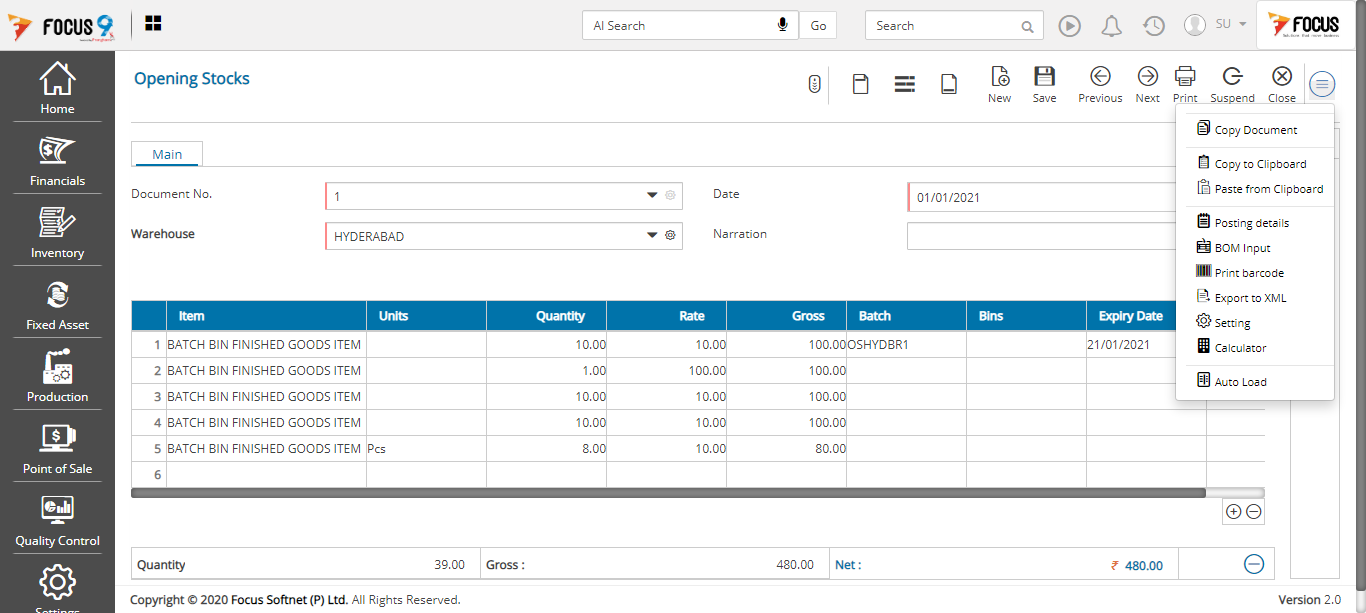 FOCUS 9
AI Search
Go
Search
SU
FOCUS
Home
Financials
Inventory
Fixed Asset
Production
Point of Sale
Quality Control
Settings
Opening Stocks
New Save Previous Next Print Suspend Close
Copy Document
Copy to Clipboard
Paste from Clipboard
Posting details
BOM Input
Print barcode
Export to XML
Setting
Calculator
Auto Load
Main
Document No. 1 Date 01/01/2021
Warehouse HYDERABAD Narration
Item Units Quantity Rate Gross Batch Bins Expiry Date
1 BATCH BIN FINISHED GOODS ITEM 10.00 10.00 100.00 OSHYDBR1 21/01/2021
2 BATCH BIN FINISHED GOODS ITEM 1.00 100.00 100.00
3 BATCH BIN FINISHED GOODS ITEM 10.00 10.00 100.00
4 BATCH BIN FINISHED GOODS ITEM 10.00 10.00 100.00
5 BATCH BIN FINISHED GOODS ITEM Pcs 8.00 10.00 80.00
6
Quantity 39.00 Gross : 480.00 Net : ₹ 480.00
Copyright © 2020 Focus Softnet (P) Ltd. All Rights Reserved. Version 2.0